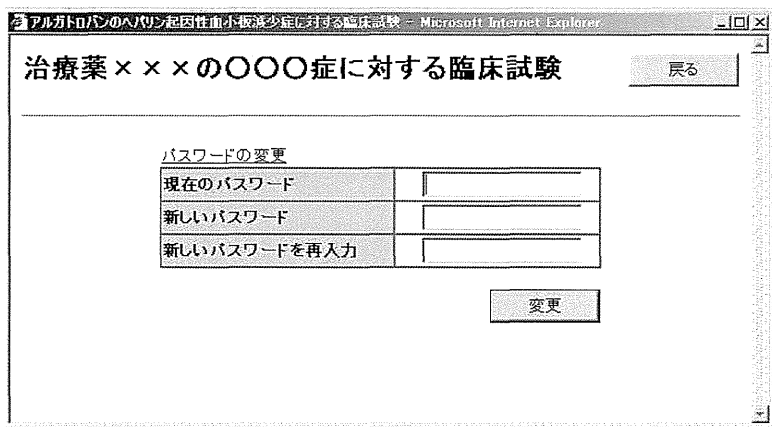 アルガトロバンのヘパリン起因性血小板減少症に対する臨床試験 - Microsoft Internet Explorer
治療薬×××の〇〇〇症に対する臨床試験
戻る
パスワードの変更
現在のパスワード
新しいパスワード
新しいパスワードを再入力
変更